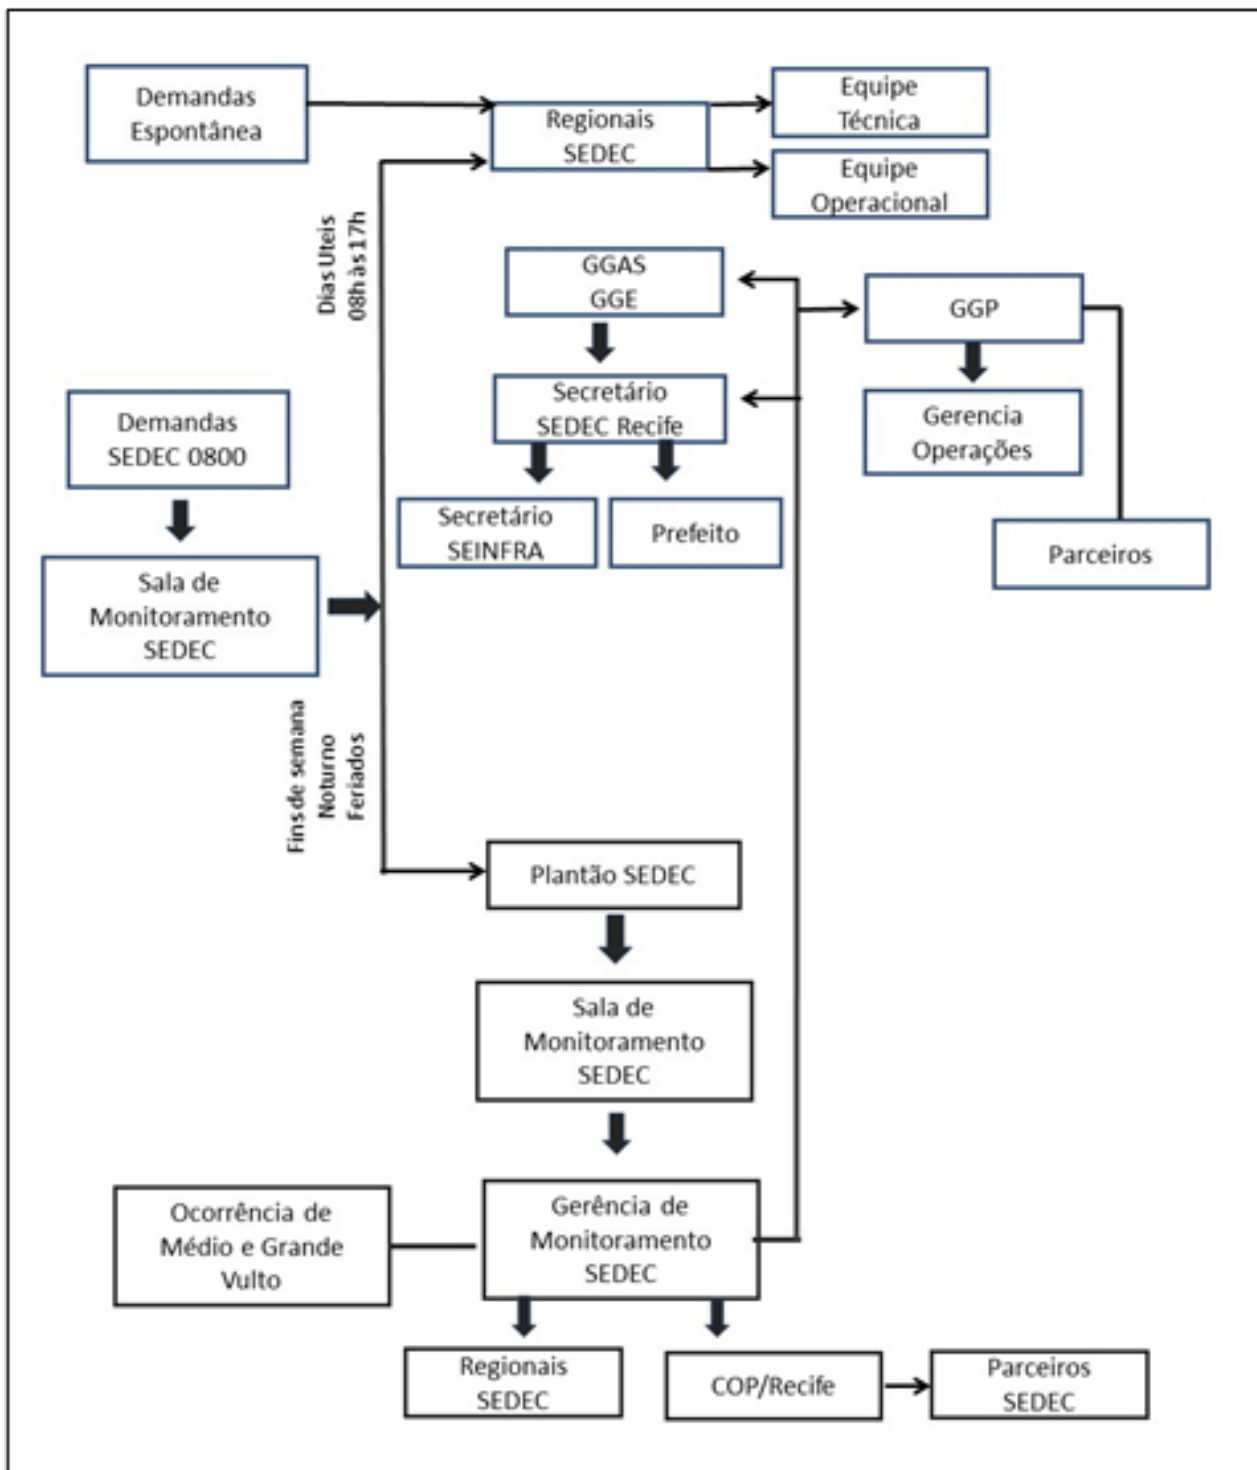 Demandas
Espontânea
Regionais
SEDEC
Equipe
Técnica
Equipe
Operacional
Dias Uteis
08h às 17h
GGAS
GGE
GGP
Secretário
SEDEC Recife
Gerencia
Operações
Demandas
SEDEC 0800
Secretário
SEINFRA
Prefeito
Parceiros
Sala de
Monitoramento
SEDEC
Fins de semana
Noturno
Feriados
Plantão SEDEC
Sala de
Monitoramento
SEDEC
Ocorrência de
Médio e Grande
Vulto
Gerência de
Monitoramento
SEDEC
Regionais
SEDEC
COP/Recife
Parceiros
SEDEC